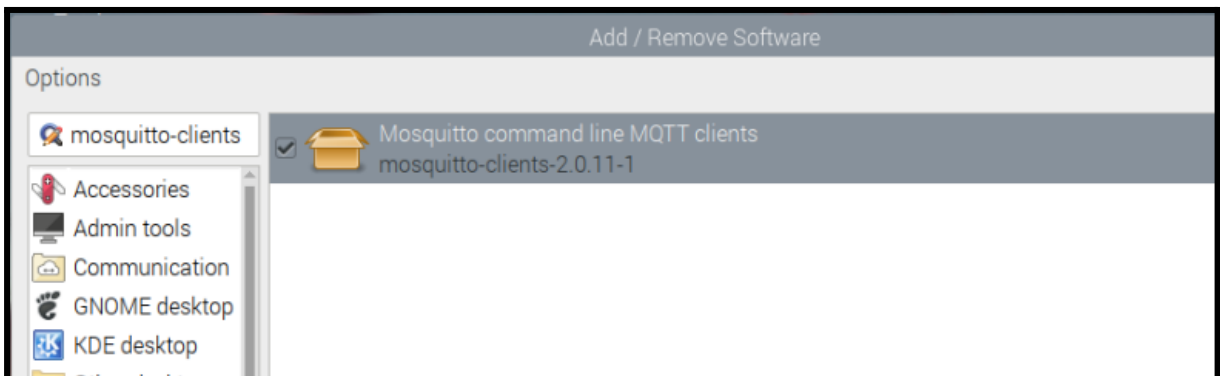 Add / Remove Software
Options
mosquitto-clients
Mosquitto command line MQTT clients
mosquitto-clients-2.0.11-1
Accessories
Admin tools
Communication
GNOME desktop
KDE desktop